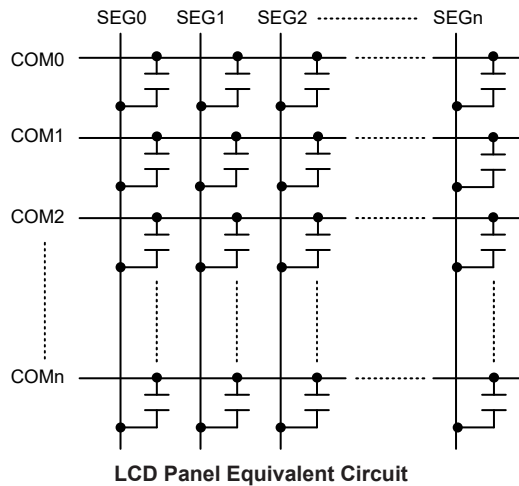 SEG0 SEG1 SEG2 SEGn
COM0
COM1
COM2
COMn
LCD Panel Equivalent Circuit